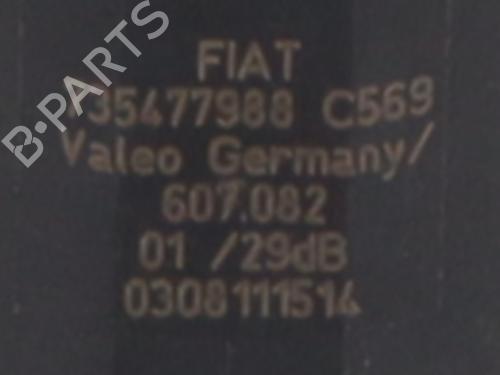 FIAT
35477988 C569
Valeo Germany/
607.082
01 /29dB
0308111514
B-PARTS